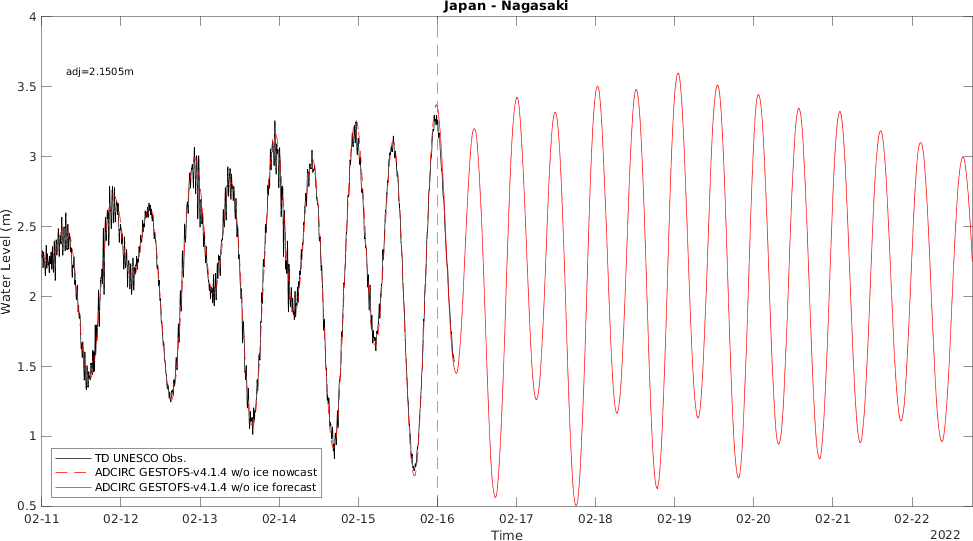 Japan - Nagasaki
4
adj=2.1505m
3.5
3
2.5
Water Level (m)
2
1.5
1
TD UNESCO Obs.
ADCIRC GESTOFS-v4.1.4 w/o ice nowcast
ADCIRC GESTOFS-v4.1.4 w/o ice forecast
0.5
02-11 02-12 02-13 02-14 02-15 02-16 02-17 02-18 02-19 02-20 02-21 02-22
Time
2022